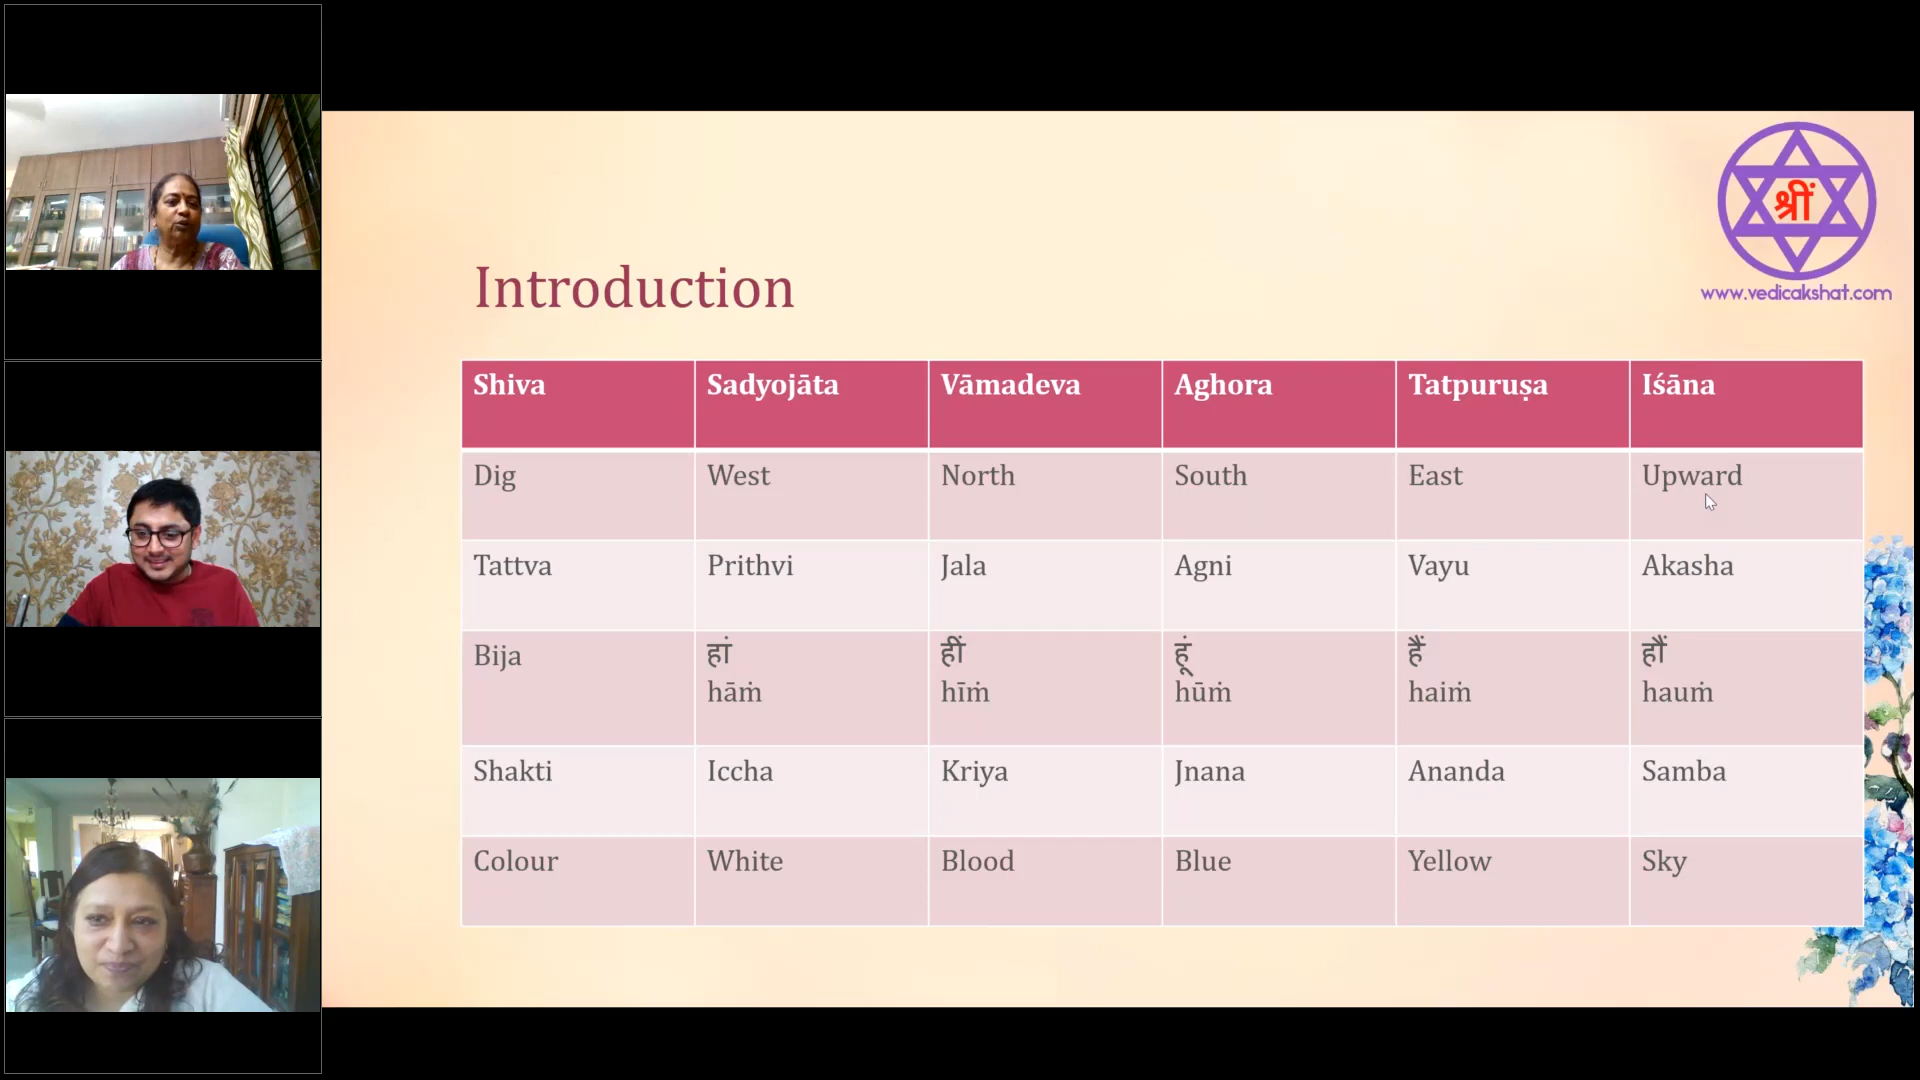 श्रीं
www.vedicakshat.com
Introduction
Shiva Sadyojāta Vāmadeva Aghora Tatpuruṣa Iśāna
Dig West North South East Upward
Tattva Prithvi Jala Agni Vayu Akasha
Bija हां हीं हूं हैं हौं
hāṁ hīṁ hūṁ haiṁ hauṁ
Shakti Iccha Kriya Jnana Ananda Samba
Colour White Blood Blue Yellow Sky